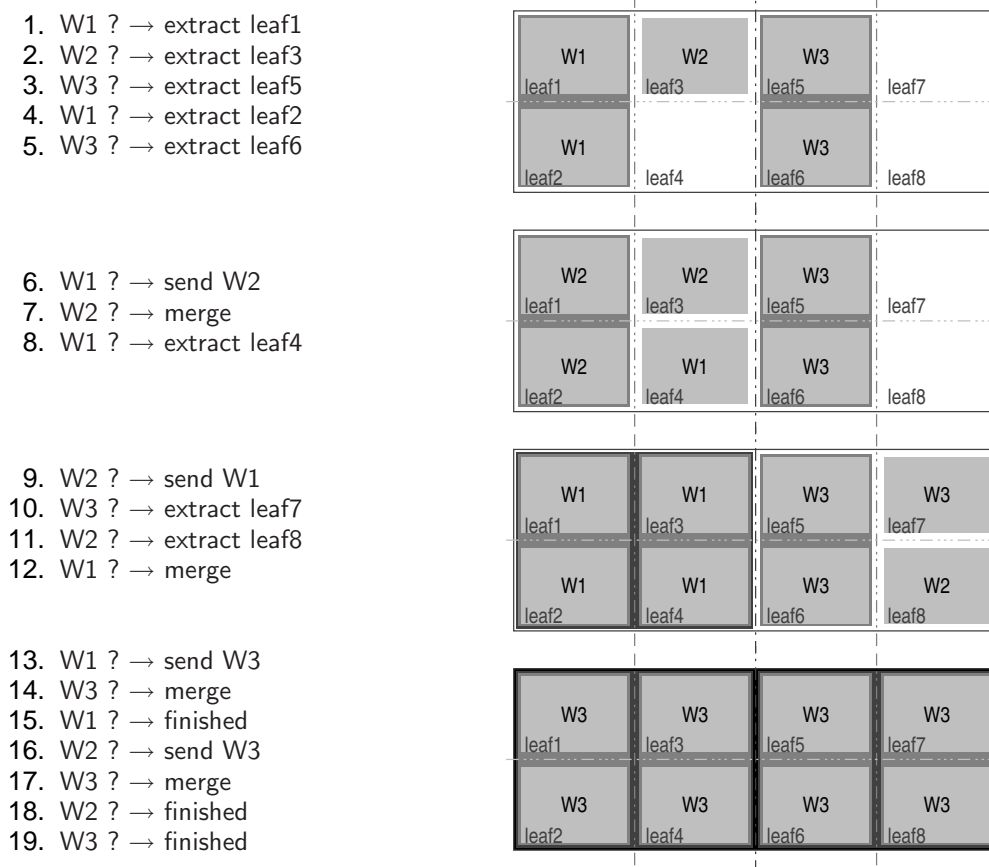 1. W1 ? → extract leaf1
2. W2 ? → extract leaf3
3. W3 ? → extract leaf5
4. W1 ? → extract leaf2
5. W3 ? → extract leaf6
W1 W2 W3
leaf1 leaf3 leaf5 leaf7
W1 W3
leaf2 leaf4 leaf6 leaf8
6. W1 ? → send W2
7. W2 ? → merge
8. W1 ? → extract leaf4
W2 W2 W3
leaf1 leaf3 leaf5 leaf7
W2 W1 W3
leaf2 leaf4 leaf6 leaf8
9. W2 ? → send W1
10. W3 ? → extract leaf7
11. W2 ? → extract leaf8
12. W1 ? → merge
W1 W1 W3 W3
leaf1 leaf3 leaf5 leaf7
W1 W1 W3 W2
leaf2 leaf4 leaf6 leaf8
13. W1 ? → send W3
14. W3 ? → merge
15. W1 ? → finished
16. W2 ? → send W3
17. W3 ? → merge
18. W2 ? → finished
19. W3 ? → finished
W3 W3 W3 W3
leaf1 leaf3 leaf5 leaf7
W3 W3 W3 W3
leaf2 leaf4 leaf6 leaf8